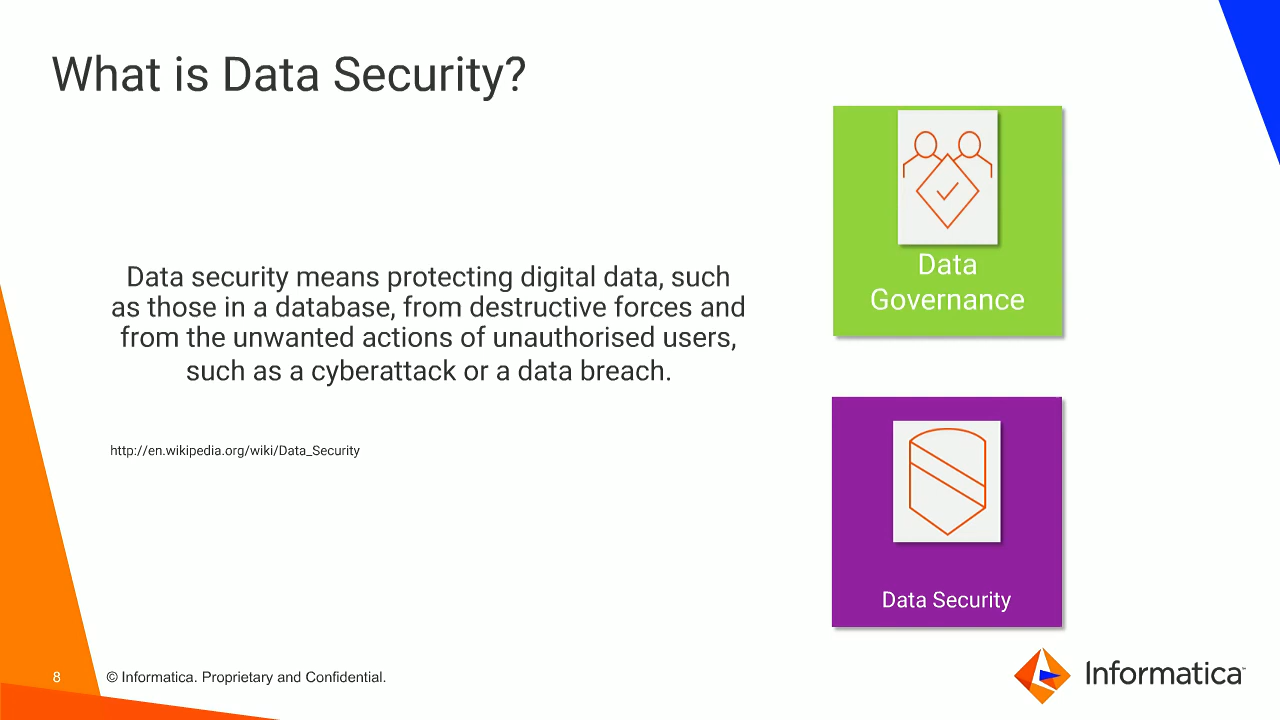 What is Data Security?
Data
Governance
Data security means protecting digital data, such
as those in a database, from destructive forces and
from the unwanted actions of unauthorised users,
such as a cyberattack or a data breach.
http://en.wikipedia.org/wiki/Data_Security
Data Security
8
© Informatica. Proprietary and Confidential.
Informatica